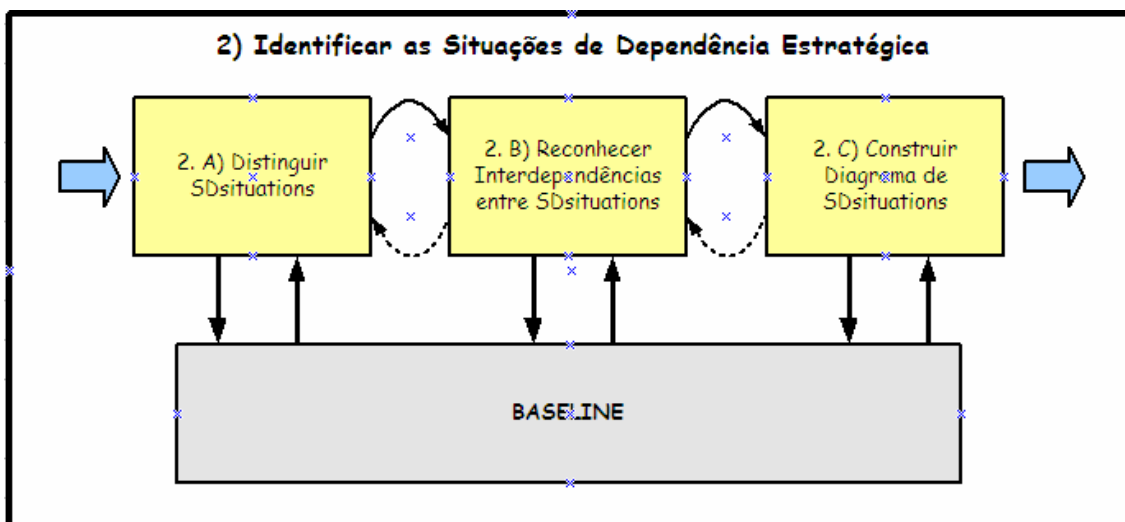 2) Identificar as Situações de Dependência Estratégica
2. A) Distinguir
SDsituations
2. B) Reconhecer
Interdependências
entre SDsituations
2. C) Construir
Diagrama de
SDsituations
BASELINE